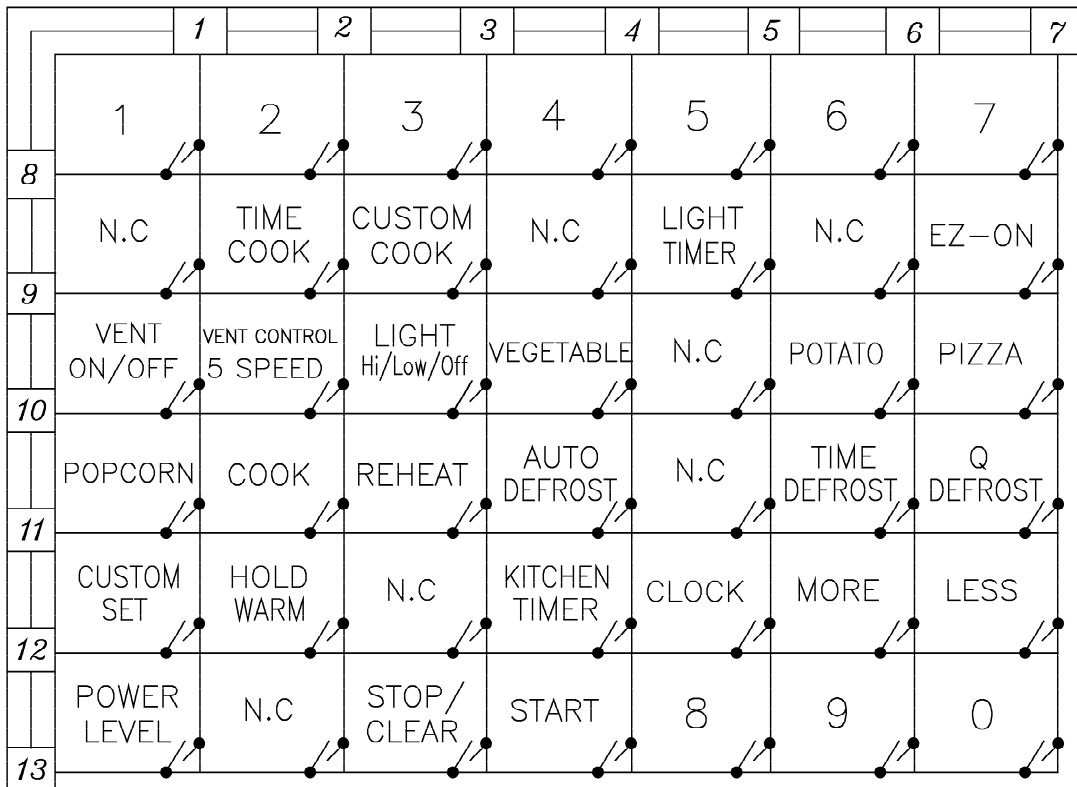 1 2 3 4 5 6 7
1 2 3 4 5 6 7
8
N.C TIME COOK CUSTOM COOK N.C LIGHT TIMER N.C EZ-ON
9
VENT ON/OFF VENT CONTROL 5 SPEED LIGHT Hi/Low/Off VEGETABLE N.C POTATO PIZZA
10
POPCORN COOK REHEAT AUTO DEFROST N.C TIME DEFROST Q DEFROST
11
CUSTOM SET HOLD WARM N.C KITCHEN TIMER CLOCK MORE LESS
12
POWER LEVEL N.C STOP/ CLEAR START 8 9 0
13